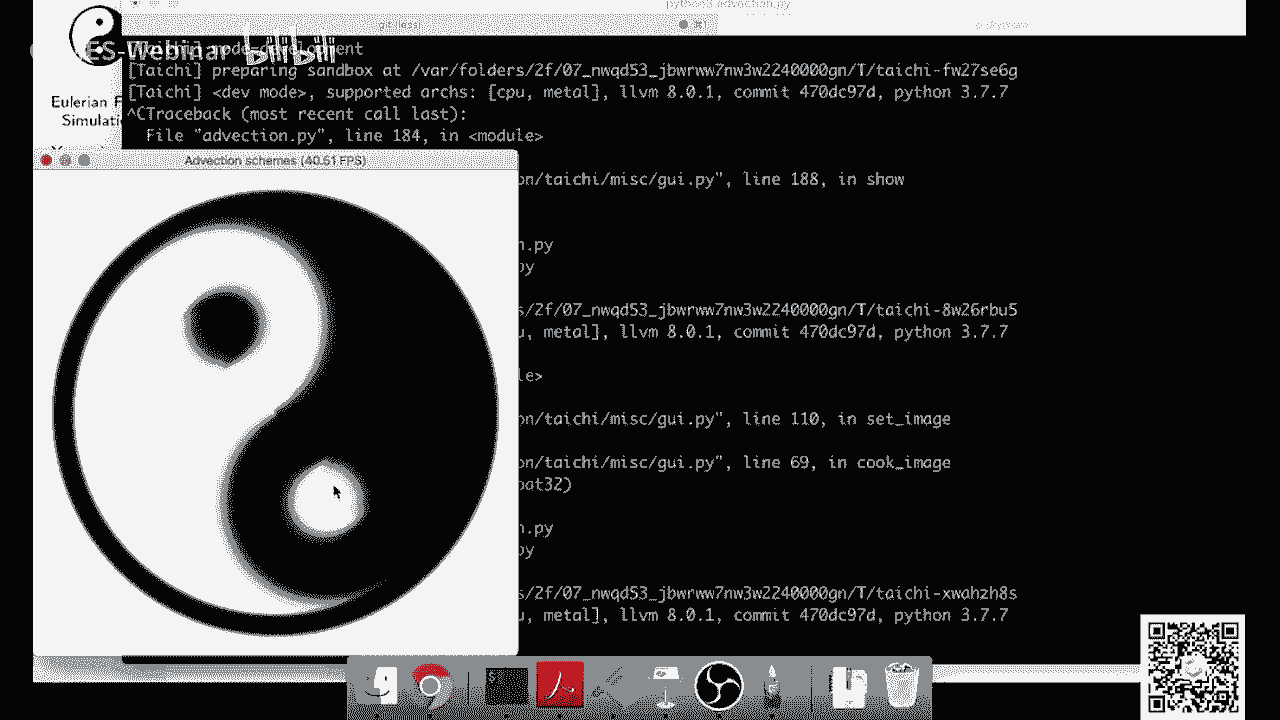 python3 advection.py
ES-Webinar bilibili
mode=development
[Taichi] preparing sandbox at /var/folders/2f/07_nwqd53_jbwrww7nw3w2240000gn/T/taichi-fw27se6g
Eulerian F
[Taichi] <dev mode>, supported archs: [cpu, metal], llvm 8.0.1, commit 470dc97d, python 3.7.7
Simulati
^CTraceback (most recent call last):
File "advection.py", line 184, in <module>
Advection schemes (40.51 FPS)
on/taichi/misc/gui.py", line 188, in show
n.py
py
s/2f/07_nwqd53_jbwrww7nw3w2240000gn/T/taichi-8w26rbu5
u, metal], llvm 8.0.1, commit 470dc97d, python 3.7.7
le>
on/taichi/misc/gui.py", line 110, in set_image
on/taichi/misc/gui.py", line 69, in cook_image
oat32)
n.py
py
s/2f/07_nwqd53_jbwrww7nw3w2240000gn/T/taichi-xwahzh8s
u, metal], llvm 8.0.1, commit 470dc97d, python 3.7.7